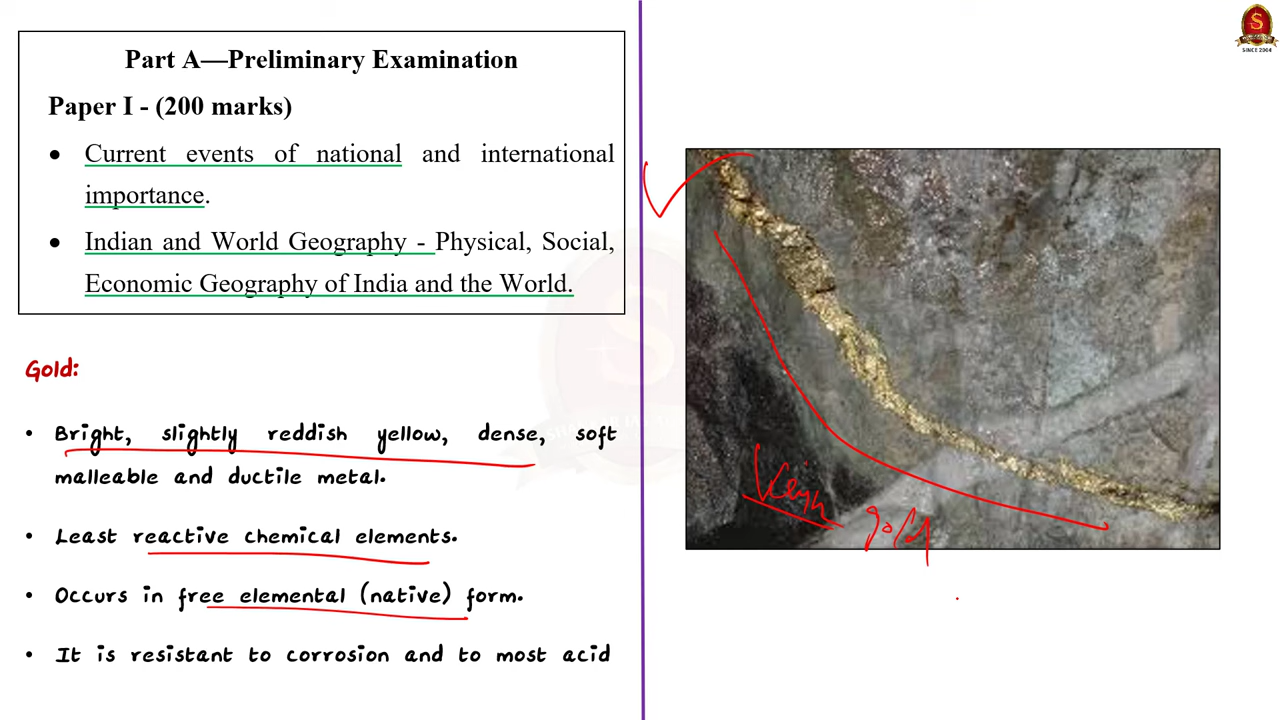 Part A—Preliminary Examination
Paper I - (200 marks)
● Current events of national and international
importance.
● Indian and World Geography - Physical, Social,
Economic Geography of India and the World.
Gold:
• Bright, slightly reddish yellow, dense, soft
malleable and ductile metal.
• Least reactive chemical elements.
• Occurs in free elemental (native) form.
• It is resistant to corrosion and to most acid
S
SINCE 2004
Vein
gold